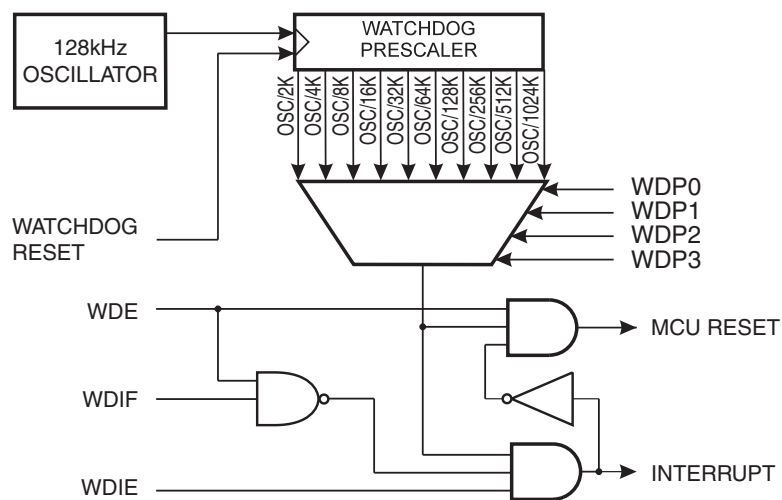 128kHz
OSCILLATOR
WATCHDOG
PRESCALER
OSC/2K
OSC/4K
OSC/8K
OSC/16K
OSC/32K
OSC/64K
OSC/128K
OSC/256K
OSC/512K
OSC/1024K
WATCHDOG
RESET
WDP0
WDP1
WDP2
WDP3
WDE
MCU RESET
WDIF
INTERRUPT
WDIE